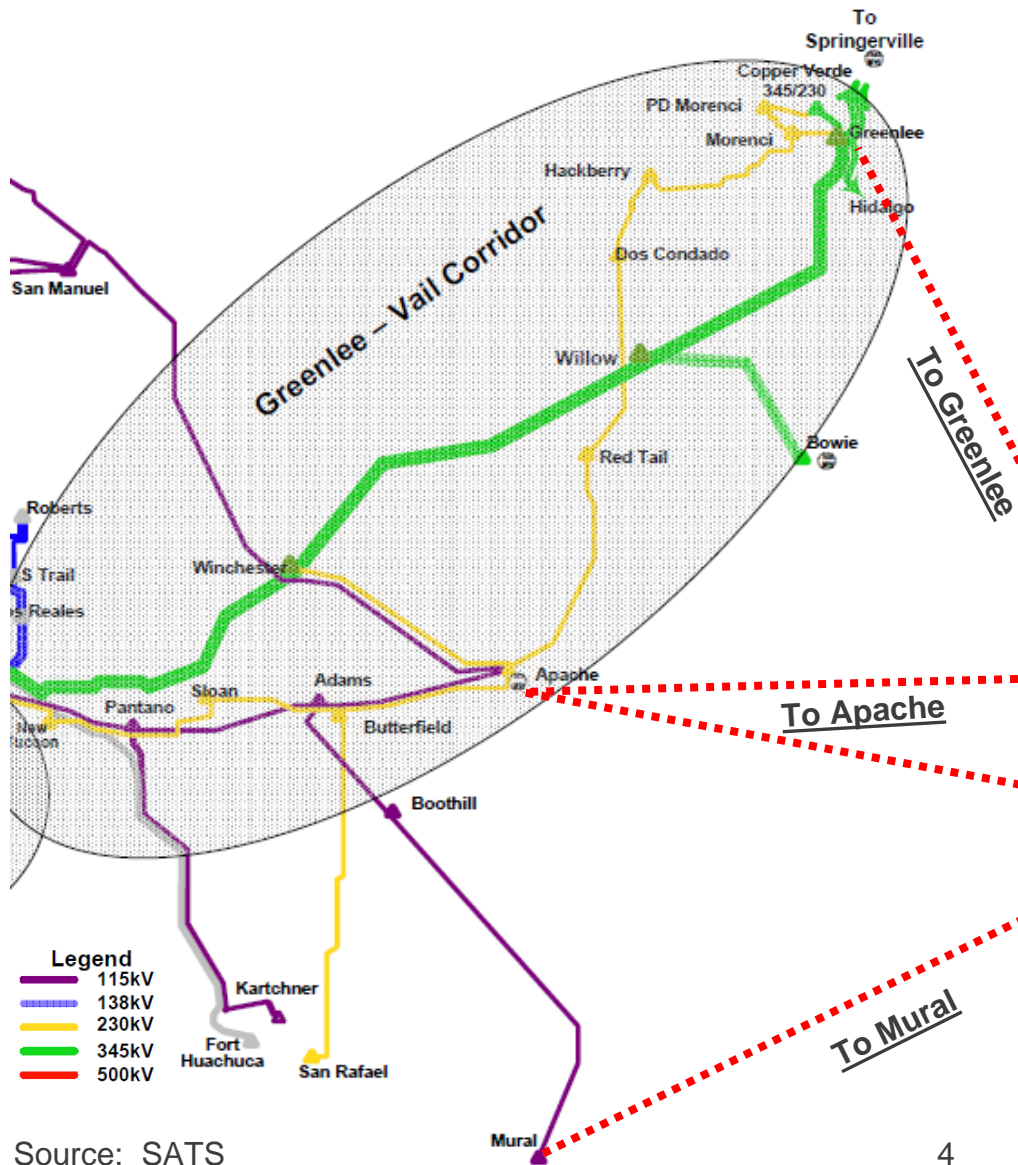 To
Springerville
Copper Verde
345/230
PD Morenci
Morenci
Greenlee
Hackberry
Hidalgo
Dos Condado
San Manuel
Greenlee – Vail Corridor
Willow
To Greenlee
Bowie
Red Tail
Roberts
Winchester
S Trail
s Reales
Apache
Adams
Sloan
Pantano
Butterfield
New
Tucson
To Apache
Boothill
Legend
115kV
138kV
230kV
345kV
500kV
Kartchner
Fort
Huachuca
San Rafael
To Mural
Mural
Source: SATS
4